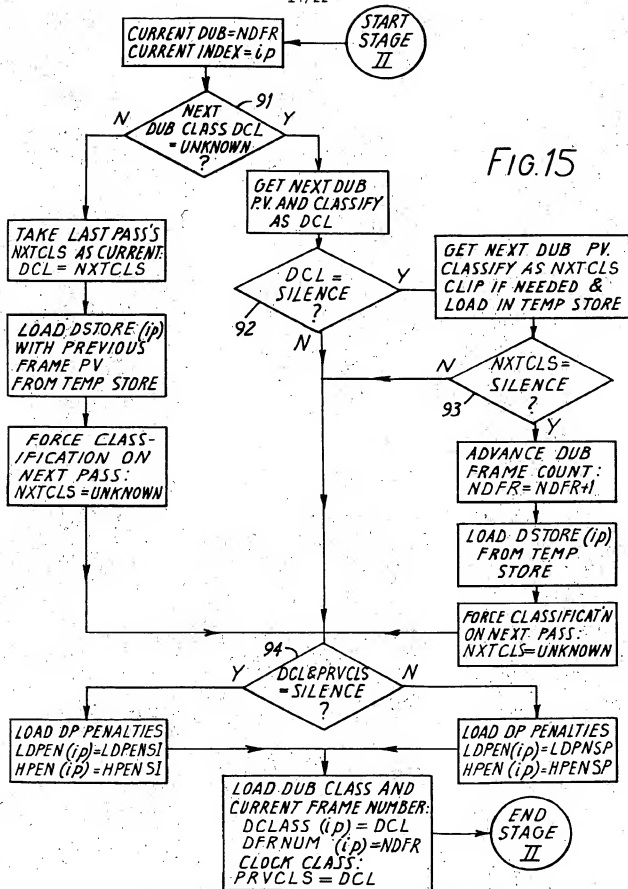 START
STAGE
II
CURRENT DUB=NDFR
CURRENT INDEX=ip
91
NEXT
DUB CLASS DCL
=UNKNOWN
?
N
Y
FIG.15
GET NEXT DUB
P.V. AND CLASSIFY
AS DCL
TAKE LAST PASS'S
NXTCLS AS CURRENT:
DCL = NXTCLS
DCL=
SILENCE
?
92
Y
N
GET NEXT DUB PV.
CLASSIFY AS NXTCLS
CLIP IF NEEDED &
LOAD IN TEMP STORE
LOAD DSTORE (ip)
WITH PREVIOUS
FRAME PV
FROM TEMP STORE
NXTCLS=
SILENCE
?
N
93
Y
FORCE CLASS-
IFICATION ON
NEXT PASS:
NXTCLS=UNKNOWN
ADVANCE DUB
FRAME COUNT:
NDFR=NDFR+1
LOAD DSTORE (ip)
FROM TEMP
STORE
FORCE CLASSIFICAT'N
ON NEXT PASS:
NXTCLS=UNKNOWN
94
DCL&PRVCLS
=SILENCE
?
Y
N
LOAD DP PENALTIES
LDPEN (ip)=LDPENSI
HPEN (ip)=HPENSI
LOAD DP PENALTIES
LDPEN(ip)=LDPNSP
HPEN(ip)=HPENSP
LOAD DUB CLASS AND
CURRENT FRAME NUMBER:
DCLASS (ip)= DCL
DFRNUM (ip)=NDFR
CLOCK CLASS:
PRVCLS = DCL
END
STAGE
II